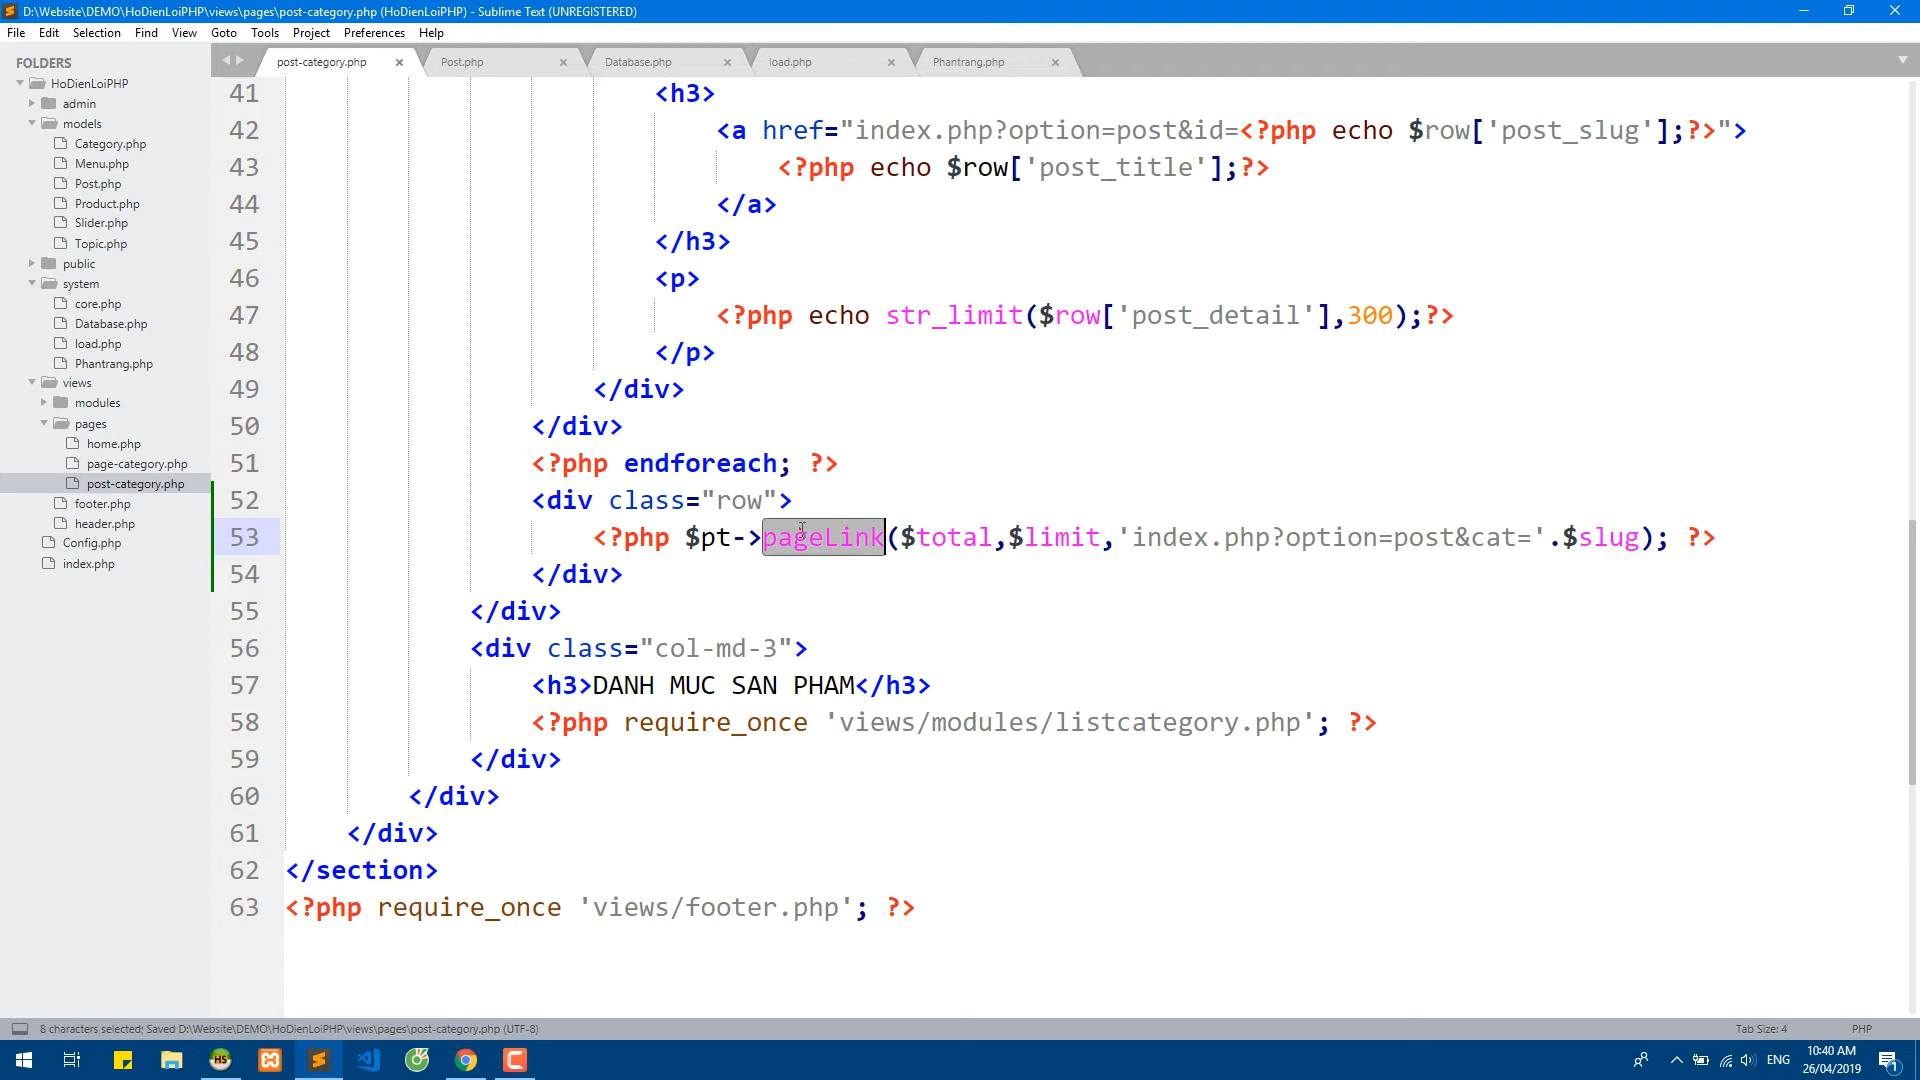 D:\Website\DEMO\HoDienLoiPHP\views\pages\post-category.php (HoDienLoiPHP) - Sublime Text (UNREGISTERED)
File Edit Selection Find View Goto Tools Project Preferences Help
FOLDERS
HoDienLoiPHP
admin
models
Category.php
Menu.php
Post.php
Product.php
Slider.php
Topic.php
public
system
core.php
Database.php
load.php
Phantrang.php
views
modules
pages
home.php
page-category.php
post-category.php
footer.php
header.php
Config.php
index.php
post-category.php Post.php Database.php load.php Phantrang.php
41 <h3>
42 <a href="index.php?option=post&id=<?php echo $row['post_slug'];?>">
43 <?php echo $row['post_title'];?>
44 </a>
45 </h3>
46 <p>
47 <?php echo str_limit($row['post_detail'],300);?>
48 </p>
49 </div>
50 </div>
51 <?php endforeach; ?>
52 <div class="row">
53 <?php $pt->pageLink($total,$limit,'index.php?option=post&cat='.$slug); ?>
54 </div>
55 </div>
56 <div class="col-md-3">
57 <h3>DANH MUC SAN PHAM</h3>
58 <?php require_once 'views/modules/listcategory.php'; ?>
59 </div>
60 </div>
61 </div>
62 </section>
63 <?php require_once 'views/footer.php'; ?>
8 characters selected; Saved D:\Website\DEMO\HoDienLoiPHP\views\pages\post-category.php (UTF-8)
Tab Size: 4 PHP
HS
ENG
10:40 AM
26/04/2019
1